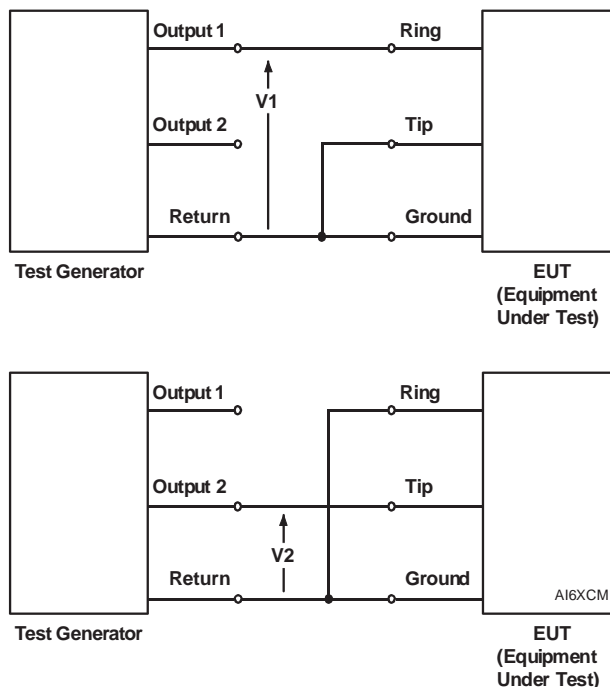 Output 1
Ring
V1
Output 2
Tip
Return
Ground
Test Generator
EUT
(Equipment
Under Test)
Output 1
Ring
Output 2
Tip
V2
Return
Ground
AI6XCM
Test Generator
EUT
(Equipment
Under Test)